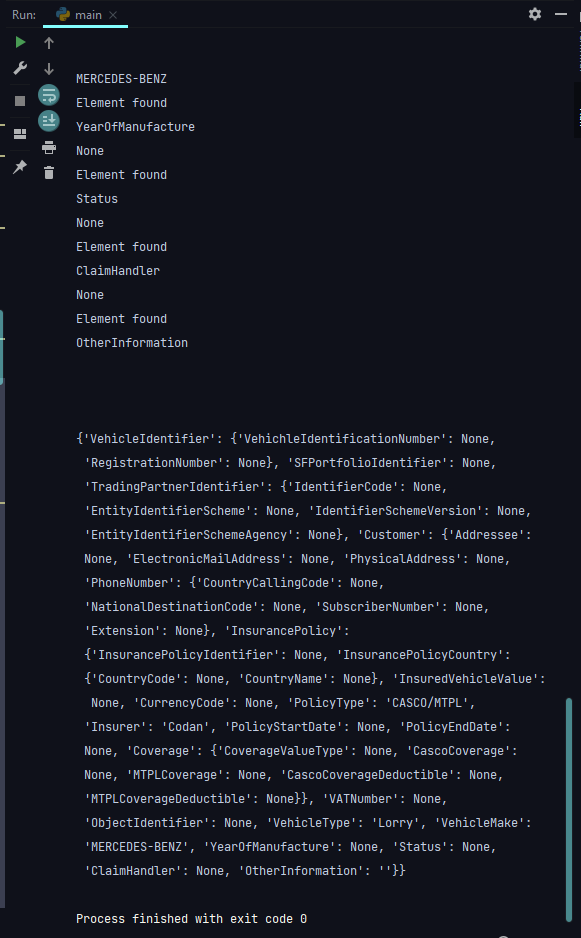 Run:
main
MERCEDES-BENZ
Element found
YearOfManufacture
None
Element found
Status
None
Element found
ClaimHandler
None
Element found
OtherInformation
{'VehicleIdentifier': {'VehichleIdentificationNumber': None,
'RegistrationNumber': None}, 'SFPortfolioIdentifier': None,
'TradingPartnerIdentifier': {'IdentifierCode': None,
'EntityIdentifierScheme': None, 'IdentifierSchemeVersion': None,
'EntityIdentifierSchemeAgency': None}, 'Customer': {'Addressee':
None, 'ElectronicMailAddress': None, 'PhysicalAddress': None,
'PhoneNumber': {'CountryCallingCode': None,
'NationalDestinationCode': None, 'SubscriberNumber': None,
'Extension': None}, 'InsurancePolicy':
{'InsurancePolicyIdentifier': None, 'InsurancePolicyCountry':
{'CountryCode': None, 'CountryName': None}, 'InsuredVehicleValue':
None, 'CurrencyCode': None, 'PolicyType': 'CASCO/MTPL',
'Insurer': 'Codan', 'PolicyStartDate': None, 'PolicyEndDate':
None, 'Coverage': {'CoverageValueType': None, 'CascoCoverage':
None, 'MTPLCoverage': None, 'CascoCoverageDeductible': None,
'MTPLCoverageDeductible': None}}, 'VATNumber': None,
'ObjectIdentifier': None, 'VehicleType': 'Lorry', 'VehicleMake':
'MERCEDES-BENZ', 'YearOfManufacture': None, 'Status': None,
'ClaimHandler': None, 'OtherInformation': ''}}
Process finished with exit code 0